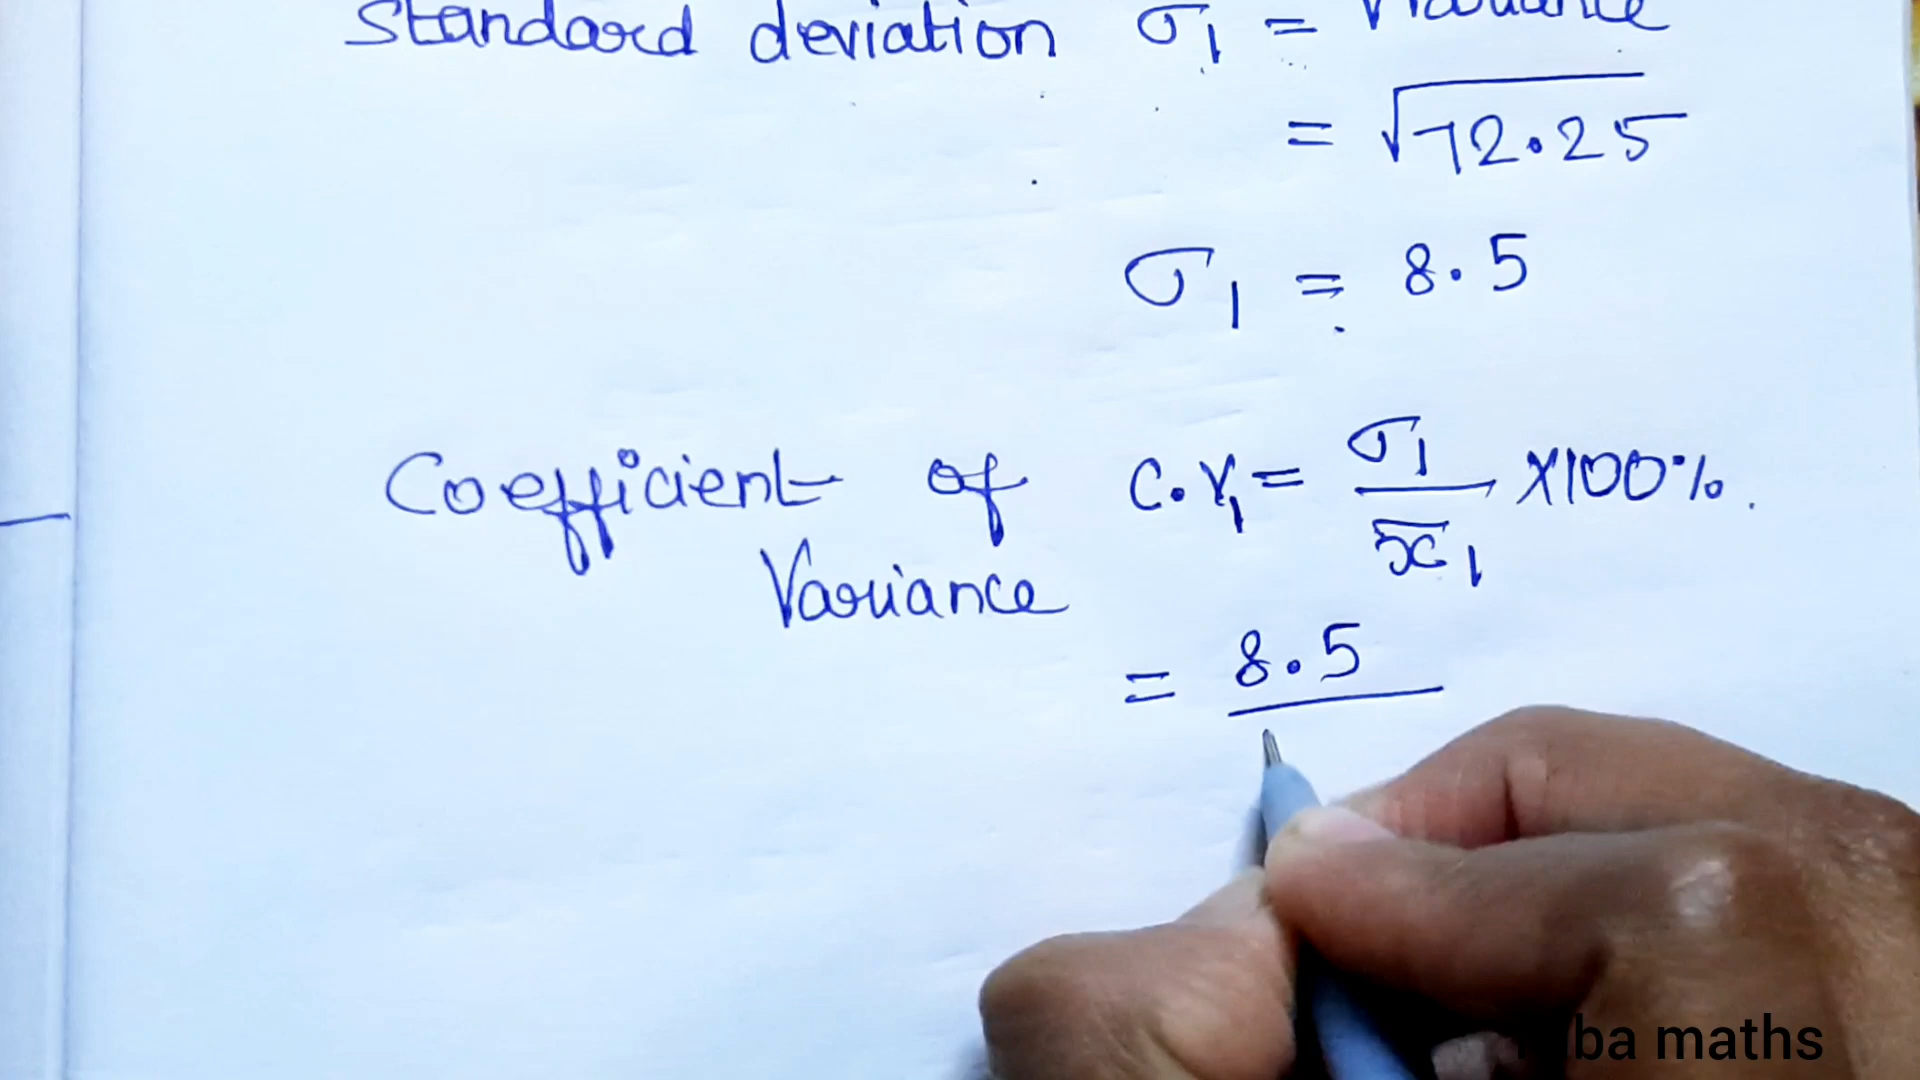 Standard deviation σ₁ = √Variance
= √72.25
σ₁ = 8.5
Coefficient of C.V₁ = σ₁/x̄₁ ×100%.
Variance
= 8.5
ba maths